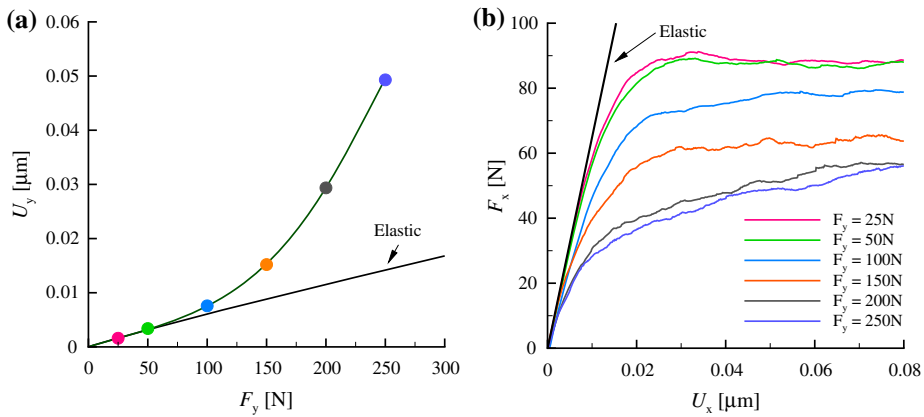 (a)
0.06
0.05
0.04
0.03
0.02
0.01
0
U_y [µm]
Elastic
0
50
100
150
200
250
300
F_y [N]
(b)
100
80
60
40
20
0
F_x [N]
Elastic
F_y = 25N
F_y = 50N
F_y = 100N
F_y = 150N
F_y = 200N
F_y = 250N
0
0.02
0.04
0.06
0.08
U_x [µm]